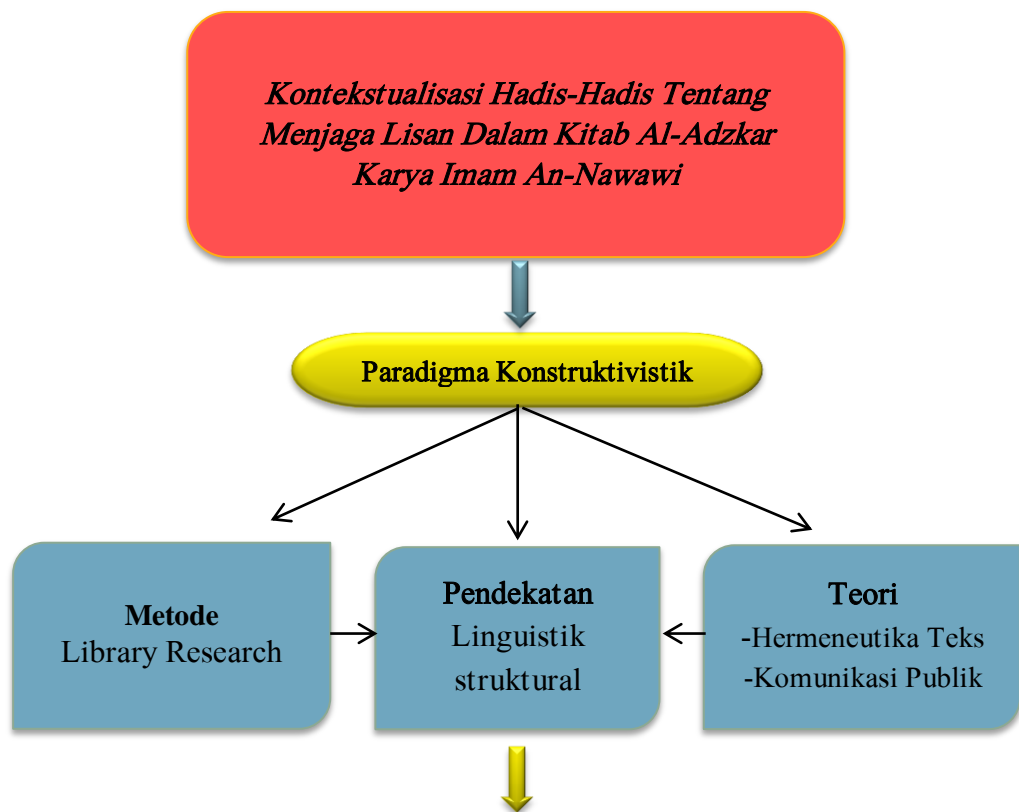 Kontekstualisasi Hadis-Hadis Tentang
Menjaga Lisan Dalam Kitab Al-Adzkar
Karya Imam An-Nawawi
Paradigma Konstruktivistik
Metode
Library Research
Pendekatan
Linguistik
struktural
Teori
-Hermeneutika Teks
-Komunikasi Publik